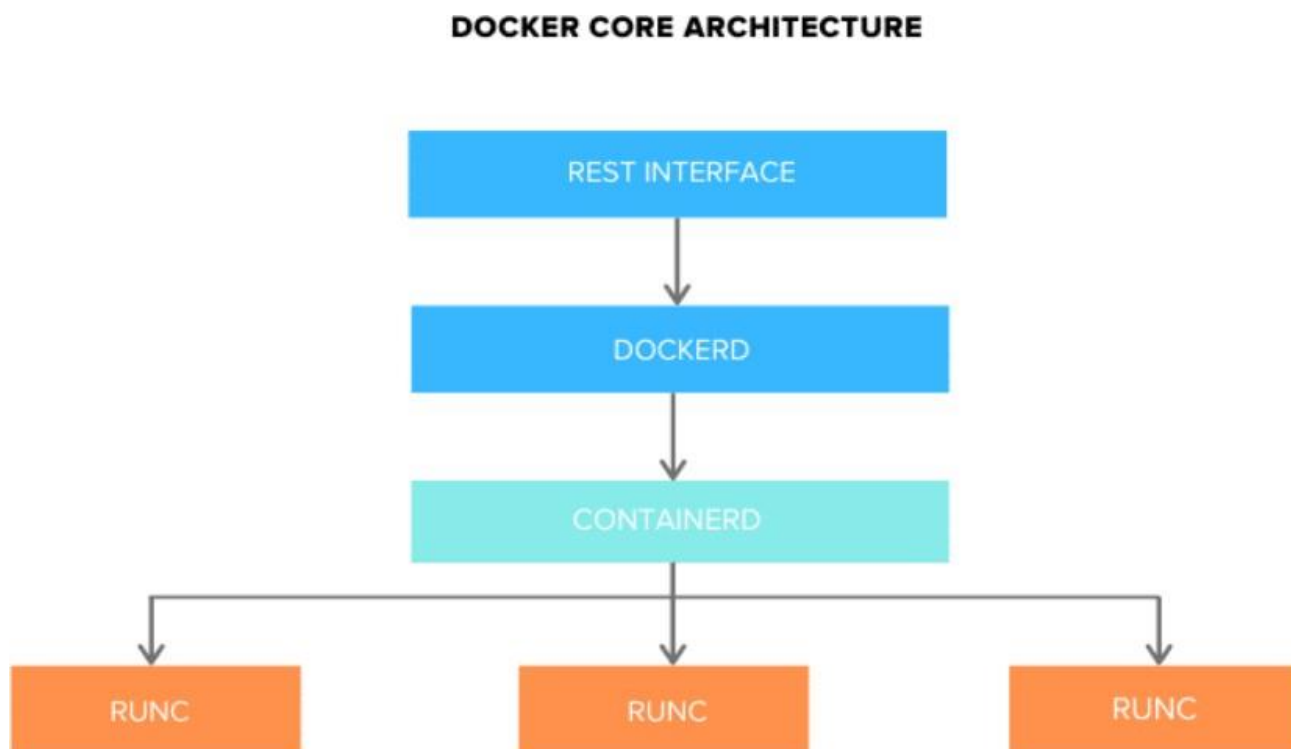 DOCKER CORE ARCHITECTURE
REST INTERFACE
DOCKERD
CONTAINERD
RUNC
RUNC
RUNC